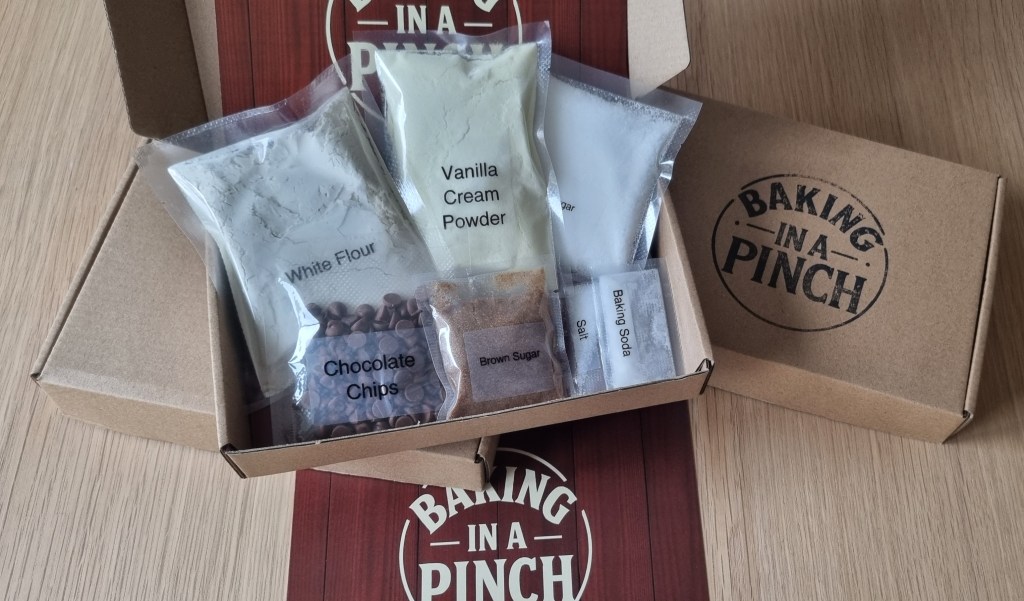 BAKING
IN A
PINCH
Vanilla
Cream
Powder
White Flour
Chocolate
Chips
Brown Sugar
Salt
Baking Soda
BAKING
IN A
PINCH
BAKING
IN A
PINCH